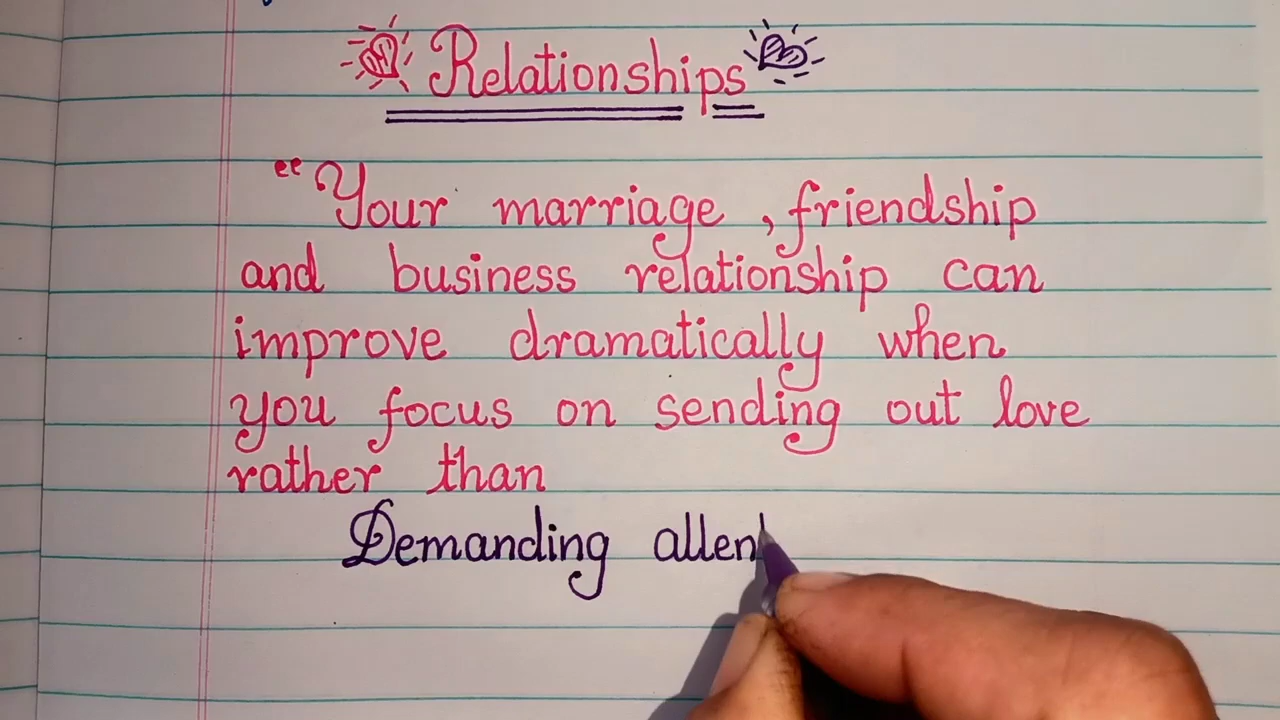 Relationships
“Your marriage , friendship
and business relationship can
improve dramatically when
you focus on sending out love
rather than
Demanding allen